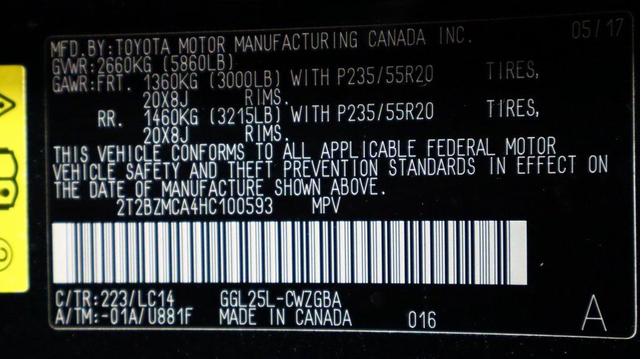 MFD.BY:TOYOTA MOTOR MANUFACTURING CANADA INC. 05/17
GVWR:2660KG (5860LB)
GAWR:FRT. 1360KG (3000LB) WITH P235/55R20 TIRES,
20X8J RIMS.
RR. 1460KG (3215LB) WITH P235/55R20 TIRES,
20X8J RIMS.
THIS VEHICLE CONFORMS TO ALL APPLICABLE FEDERAL MOTOR
VEHICLE SAFETY AND THEFT PREVENTION STANDARDS IN EFFECT ON
THE DATE OF MANUFACTURE SHOWN ABOVE.
2T2BZMCA4HC100593 MPV
C/TR:223/LC14 GGL25L-CWZGBA
A/TM:-01A/U881F MADE IN CANADA 016 A